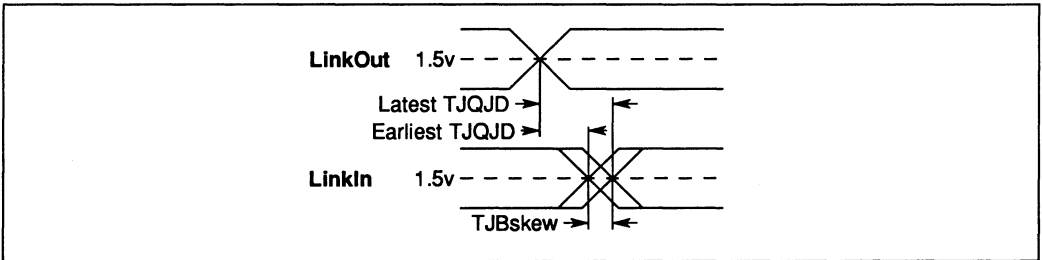 LinkOut 1.5v
Latest TJQJD
Earliest TJQJD
LinkIn 1.5v
TJBskew